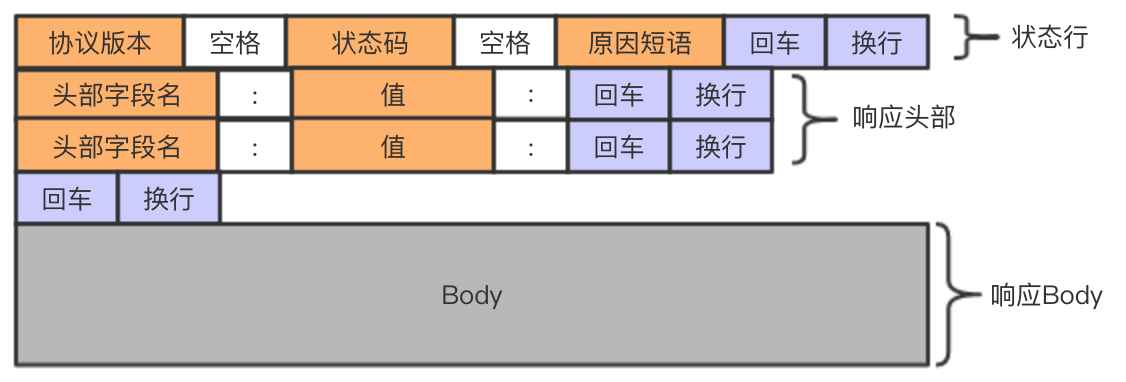 协议版本 空格 状态码 空格 原因短语 回车 换行 状态行
头部字段名 : 值 : 回车 换行
响应头部
头部字段名 : 值 : 回车 换行
回车 换行
Body 响应Body